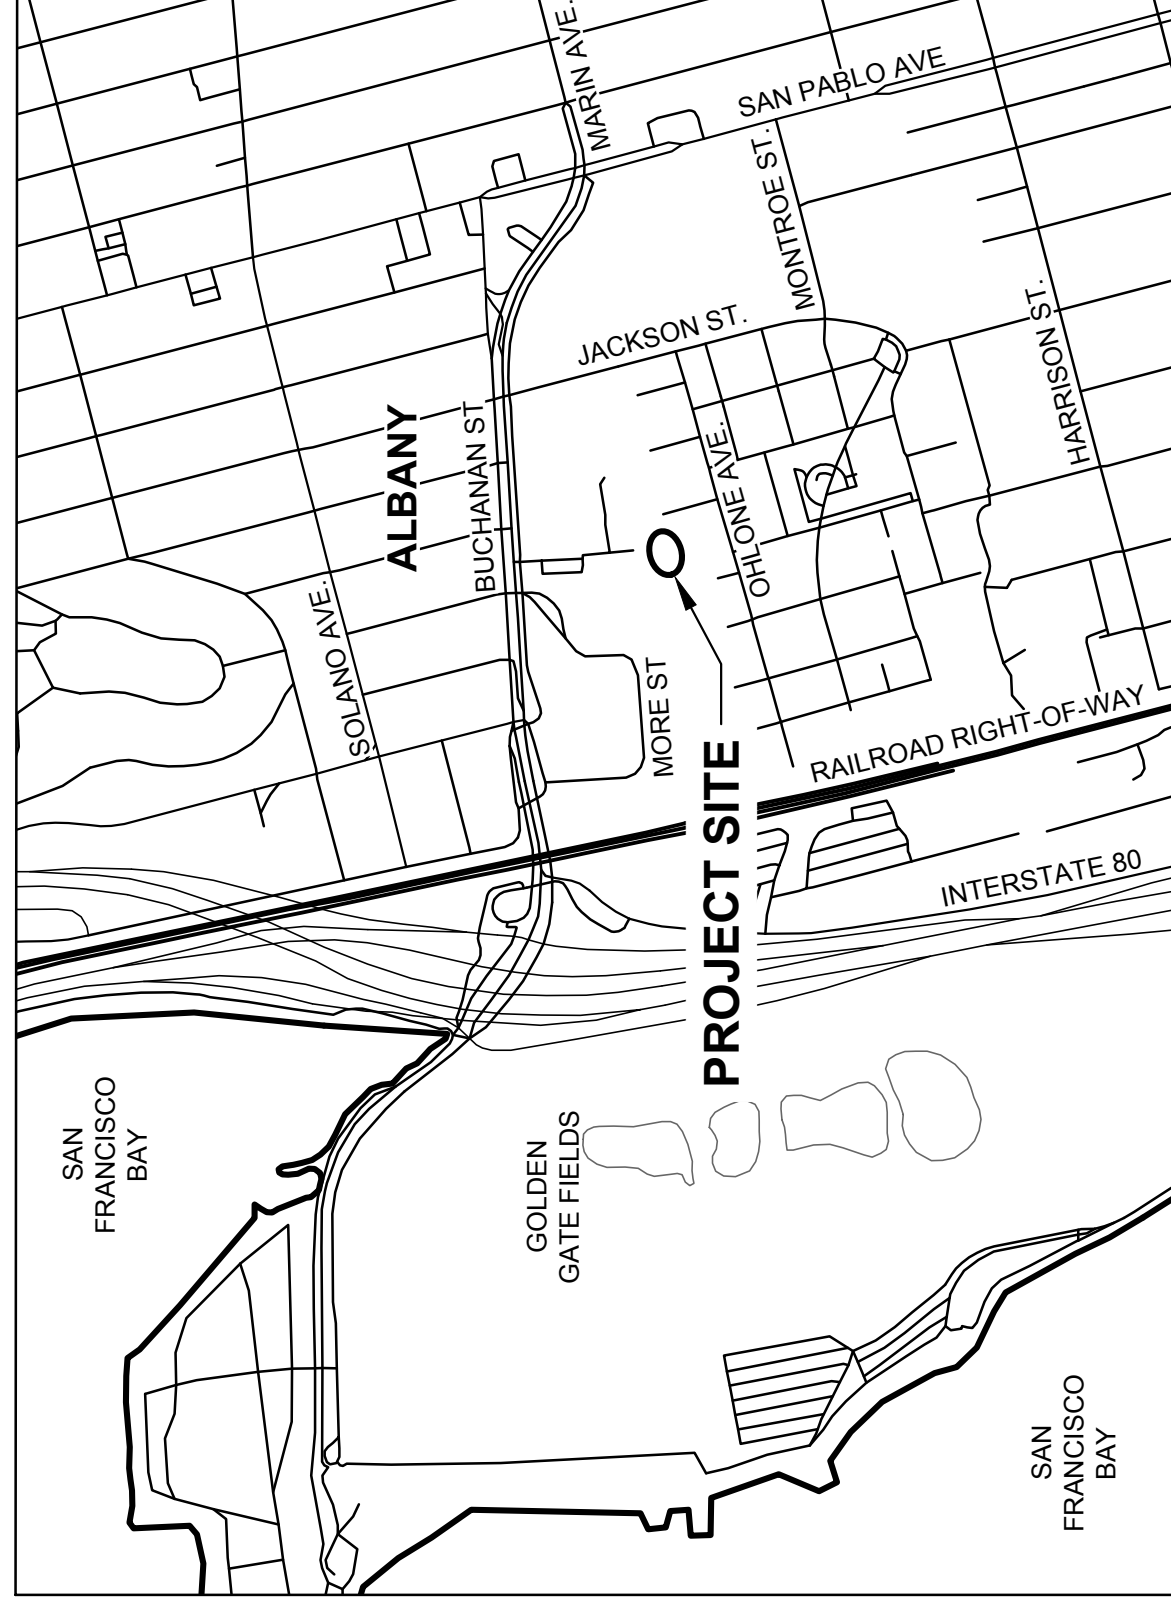 SAN
FRANCISCO
BAY
SOLANO AVE.
ALBANY
BUCHANAN ST
MARIN AVE.
SAN PABLO AVE
JACKSON ST.
MONTROE ST.
OHLONE AVE.
HARRISON ST.
MORE ST
PROJECT SITE
RAILROAD RIGHT-OF-WAY
INTERSTATE 80
GOLDEN
GATE FIELDS
SAN
FRANCISCO
BAY